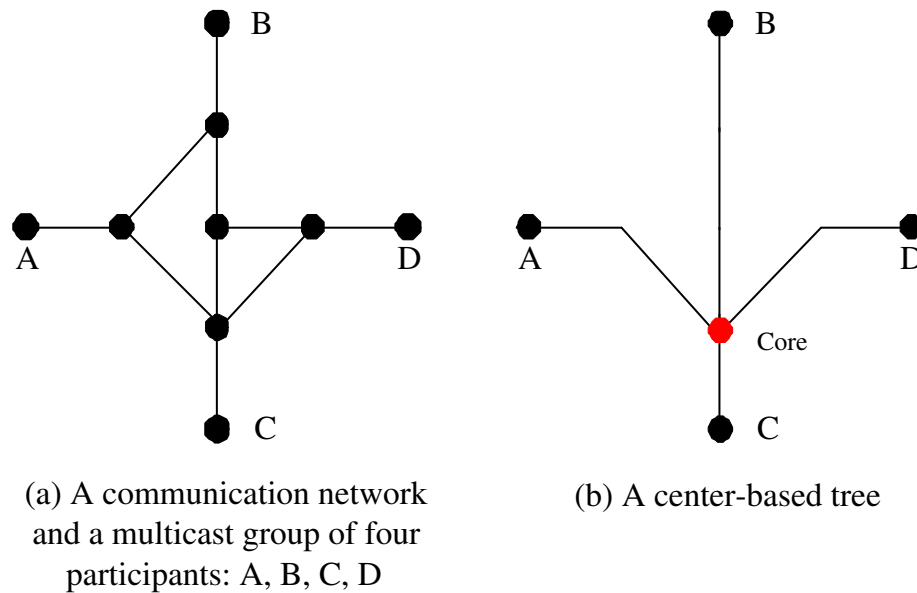 B
A
D
C
(a) A communication network
and a multicast group of four
participants: A, B, C, D
B
A
D
Core
C
(b) A center-based tree